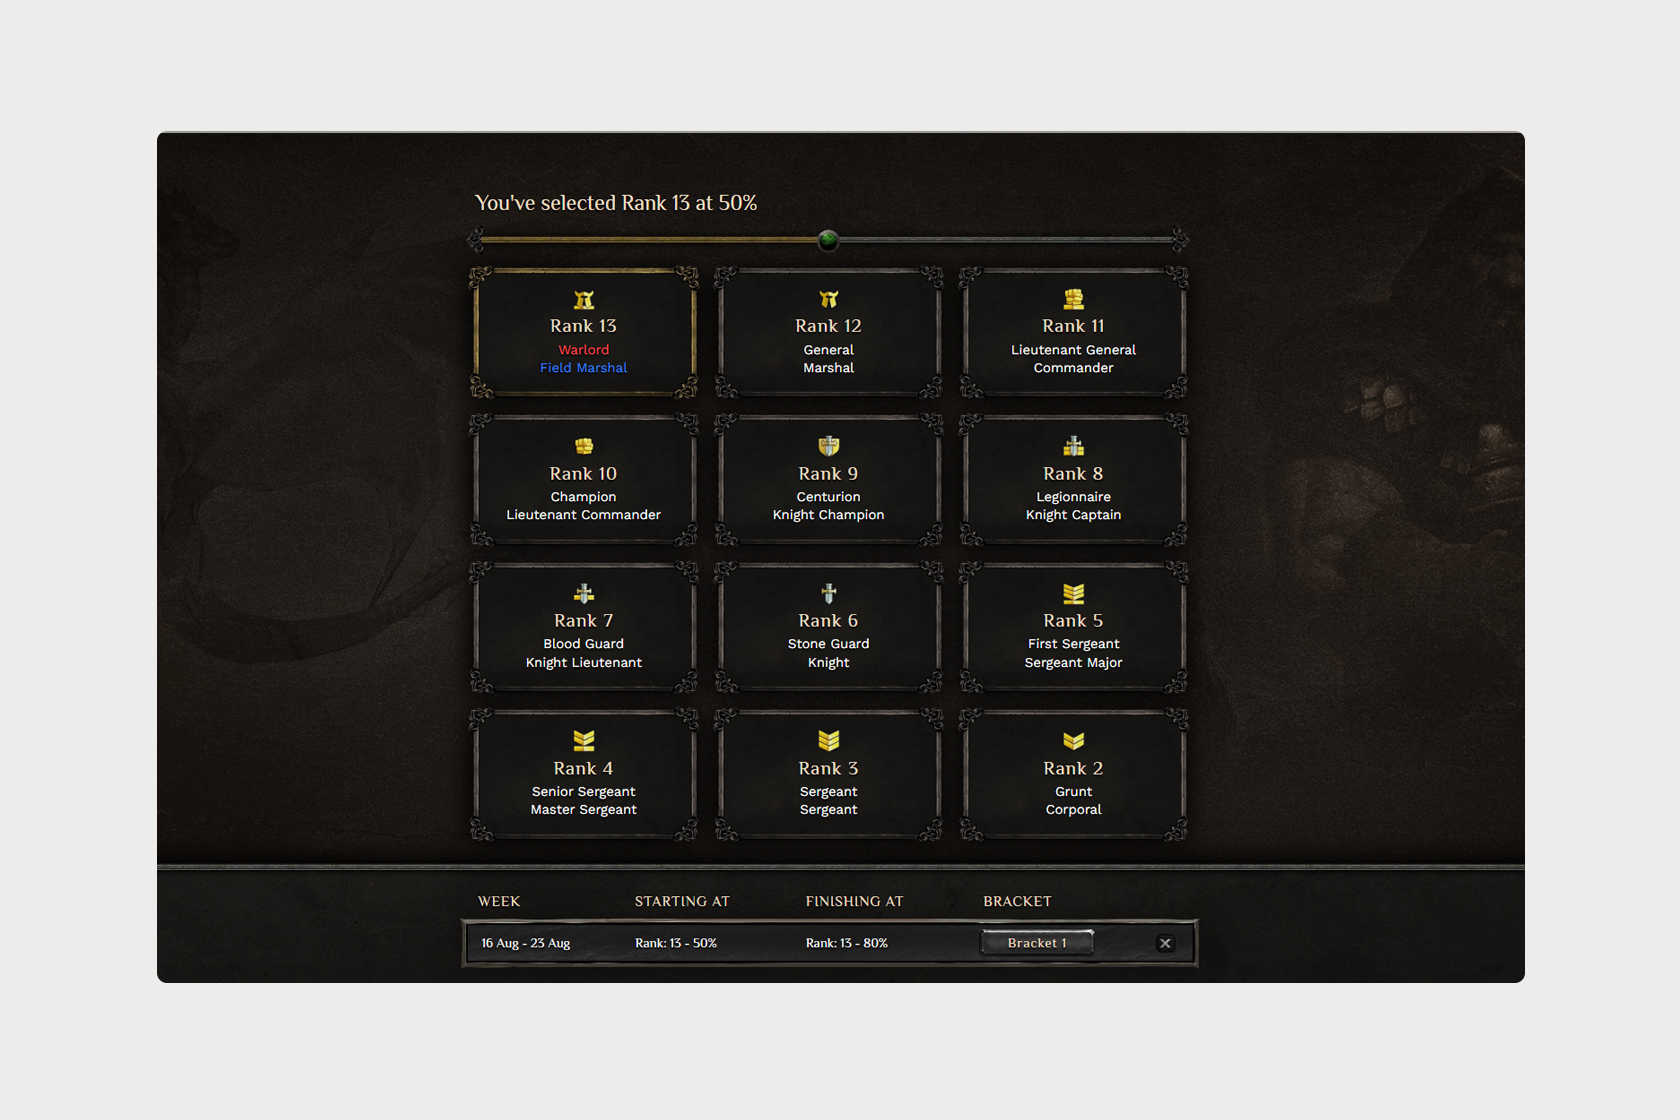 You've selected Rank 13 at 50%
Rank 13
Warlord
Field Marshal
Rank 12
General
Marshal
Rank 11
Lieutenant General
Commander
Rank 10
Champion
Lieutenant Commander
Rank 9
Centurion
Knight Champion
Rank 8
Legionnaire
Knight Captain
Rank 7
Blood Guard
Knight Lieutenant
Rank 6
Stone Guard
Knight
Rank 5
First Sergeant
Sergeant Major
Rank 4
Senior Sergeant
Master Sergeant
Rank 3
Sergeant
Sergeant
Rank 2
Grunt
Corporal
WEEK STARTING AT FINISHING AT BRACKET
16 Aug - 23 Aug Rank: 13 - 50% Rank: 13 - 80% Bracket 1